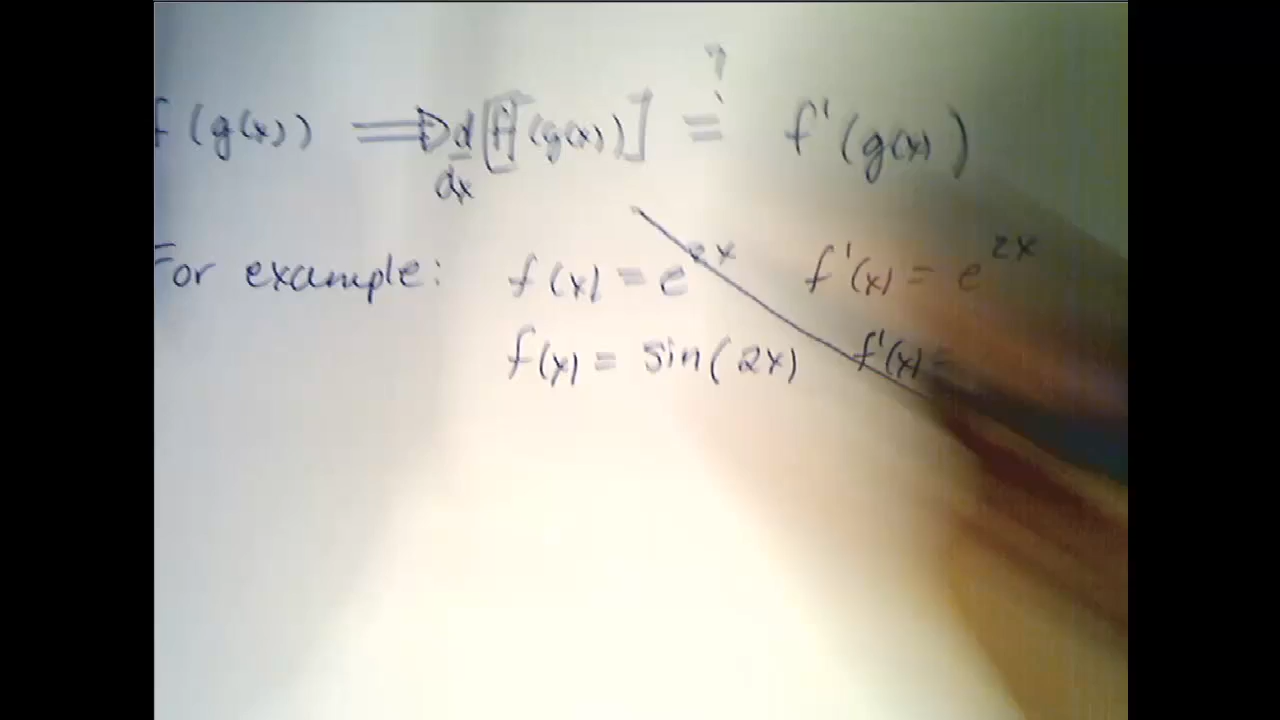 f(g(x)) ⟹ d/dx [f(g(x))] ≟ f'(g(x))
For example: f(x) = e^2x f'(x) = e^2x
f(x) = sin(2x) f'(x) =